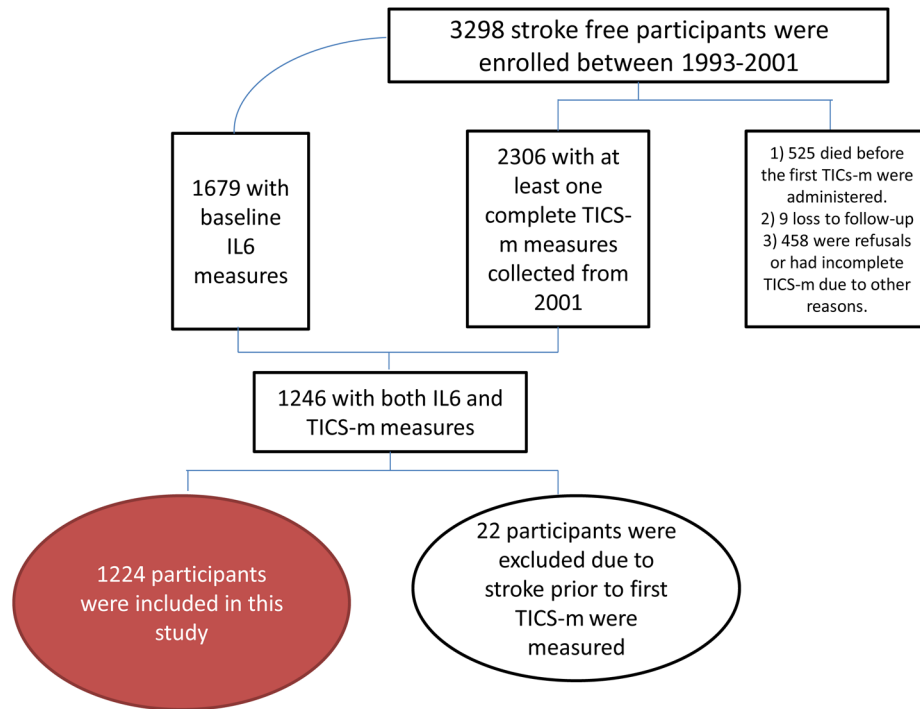 3298 stroke free participants were
enrolled between 1993-2001
1679 with
baseline
IL6
measures
2306 with at
least one
complete TICS-
m measures
collected from
2001
1) 525 died before
the first TICs-m were
administered.
2) 9 loss to follow-up
3) 458 were refusals
or had incomplete
TICS-m due to other
reasons.
1246 with both IL6 and
TICS-m measures
1224 participants
were included in this
study
22 participants were
excluded due to
stroke prior to first
TICS-m were
measured